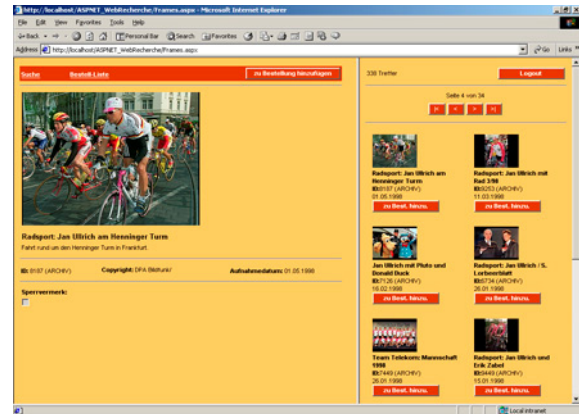 http://localhost/ASPNET_WebRecherche/Frames.aspx - Microsoft Internet Explorer
File Edit View Favorites Tools Help
Back Personal Bar Search Favorites
Address http://localhost/ASPNET_WebRecherche/Frames.aspx Go Links
Suche Bestell-Liste zu Bestellung hinzufügen
Radsport: Jan Ullrich am Henninger Turm
Fahrt rund um den Henninger Turm in Frankfurt.
ID: 8187 (ARCHIV) Copyright: DPA Bildfunk/ Aufnahmedatum: 01.05.1998
Sperrvermerk:
338 Treffer Logout
Seite 4 von 34
|< < > >|
Radsport: Jan Ullrich am
Henninger Turm
ID:8187 (ARCHIV)
01.05.1998
zu Best. hinzu.
Radsport: Jan Ullrich mit
Rad 3/98
ID:8253 (ARCHIV)
11.03.1998
zu Best. hinzu.
Jan Ullrich mit Pluto und
Donald Duck
ID:7126 (ARCHIV)
16.02.1998
zu Best. hinzu.
Radsport: Jan Ullrich / S.
Lorbeerblatt
ID:6734 (ARCHIV)
26.01.1998
zu Best. hinzu.
Team Telekom: Mannschaft
1998
ID:7449 (ARCHIV)
26.01.1998
zu Best. hinzu.
Radsport: Jan Ullrich und
Erik Zabel
ID:9449 (ARCHIV)
15.01.1998
zu Best. hinzu.
Local intranet